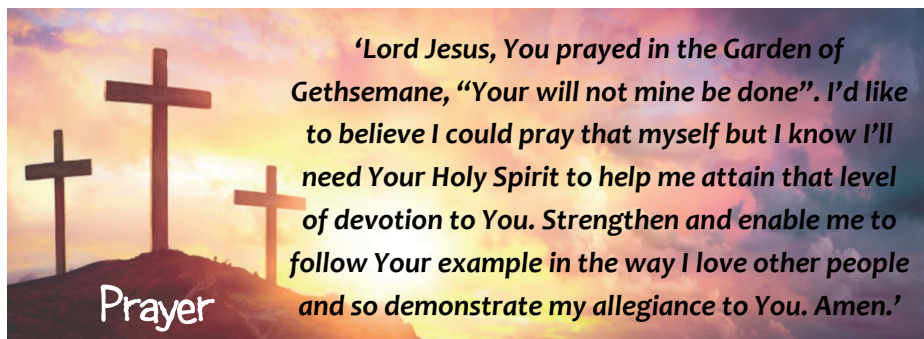 ‘Lord Jesus, You prayed in the Garden of
Gethsemane, “Your will not mine be done”. I’d like
to believe I could pray that myself but I know I’ll
need Your Holy Spirit to help me attain that level
of devotion to You. Strengthen and enable me to
follow Your example in the way I love other people
and so demonstrate my allegiance to You. Amen.’
Prayer